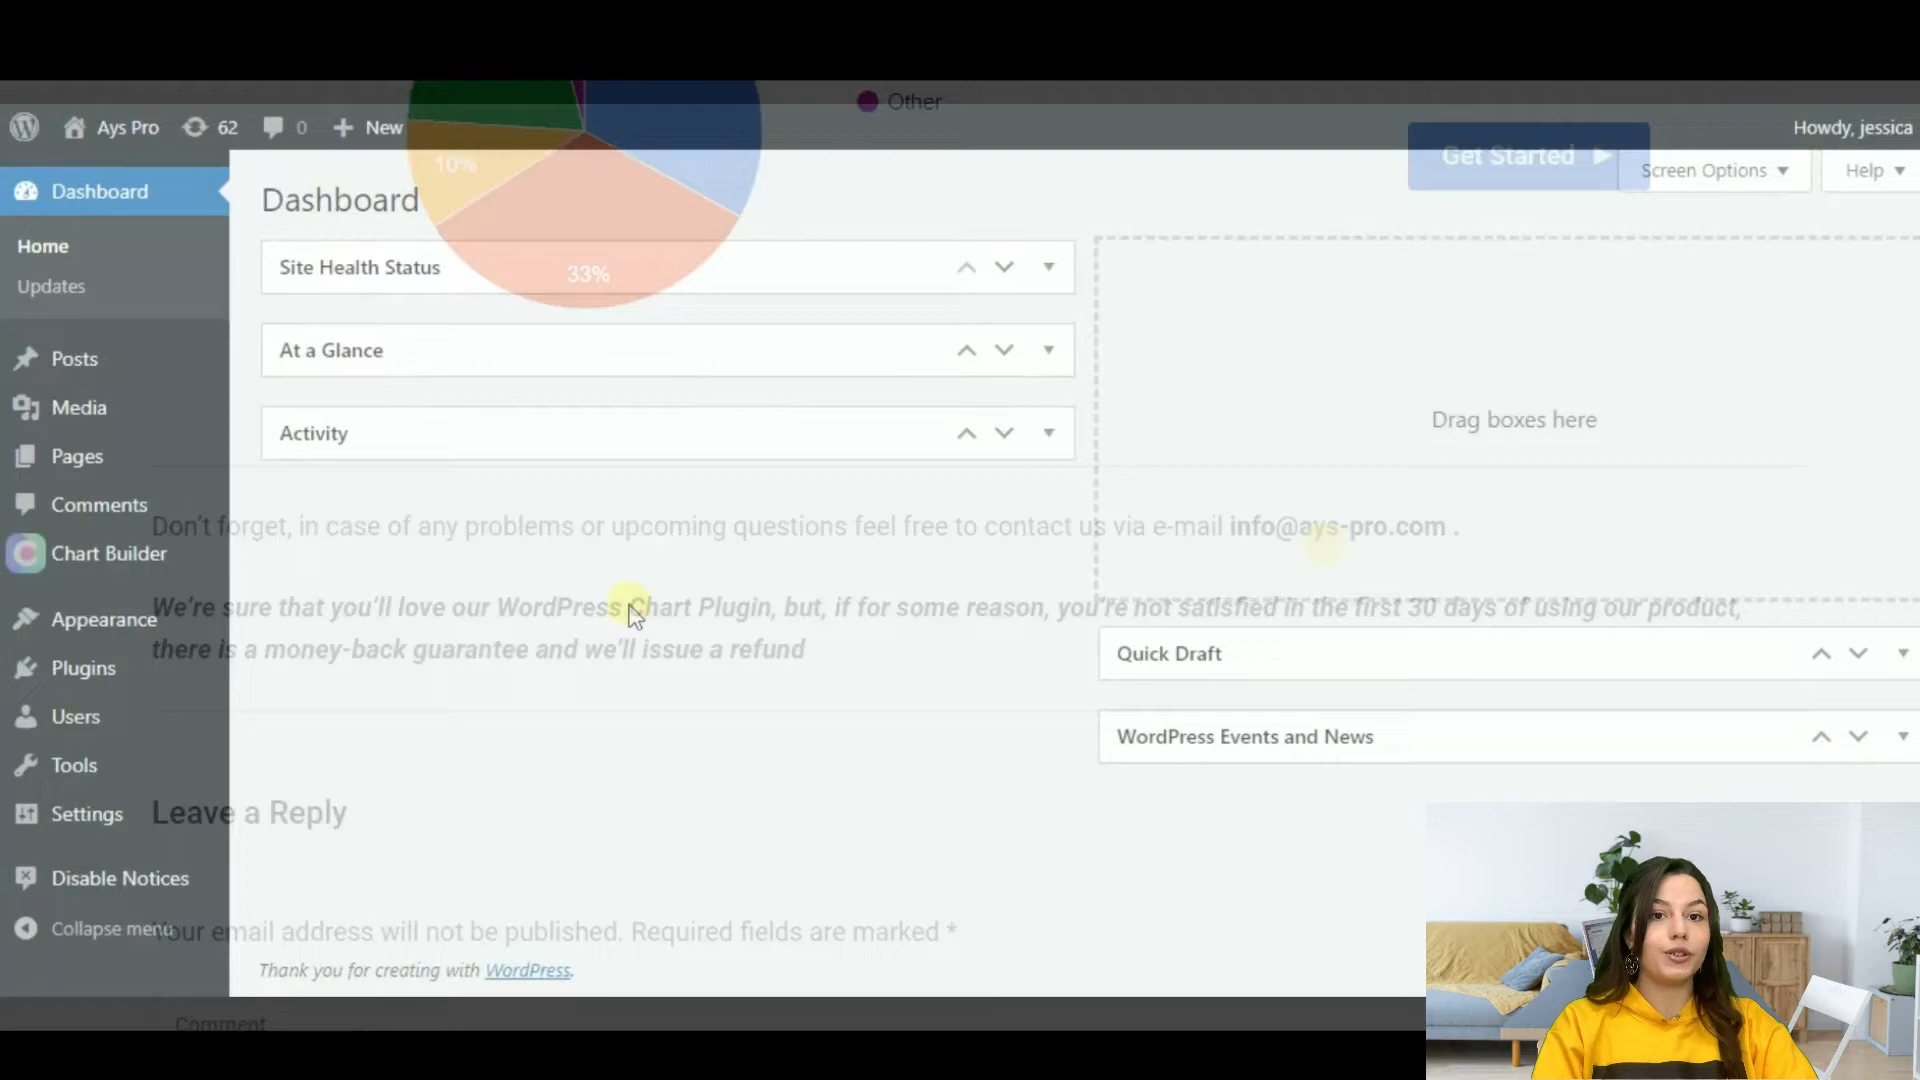 Other
Ays Pro 62 0 New Howdy, jessica
Get Started
10%
Screen Options Help
Dashboard
Dashboard
Home
Site Health Status
33%
Updates
At a Glance
Posts
Media
Drag boxes here
Activity
Pages
Comments
Don't forget, in case of any problems or upcoming questions feel free to contact us via e-mail info@ays-pro.com .
Chart Builder
We're sure that you'll love our WordPress Chart Plugin, but, if for some reason, you're not satisfied in the first 30 days of using our product,
there is a money-back guarantee and we'll issue a refund
Appearance
Quick Draft
Plugins
Users
WordPress Events and News
Tools
Settings
Leave a Reply
Disable Notices
Collapse menu
Your email address will not be published. Required fields are marked *
Thank you for creating with WordPress.
Comment